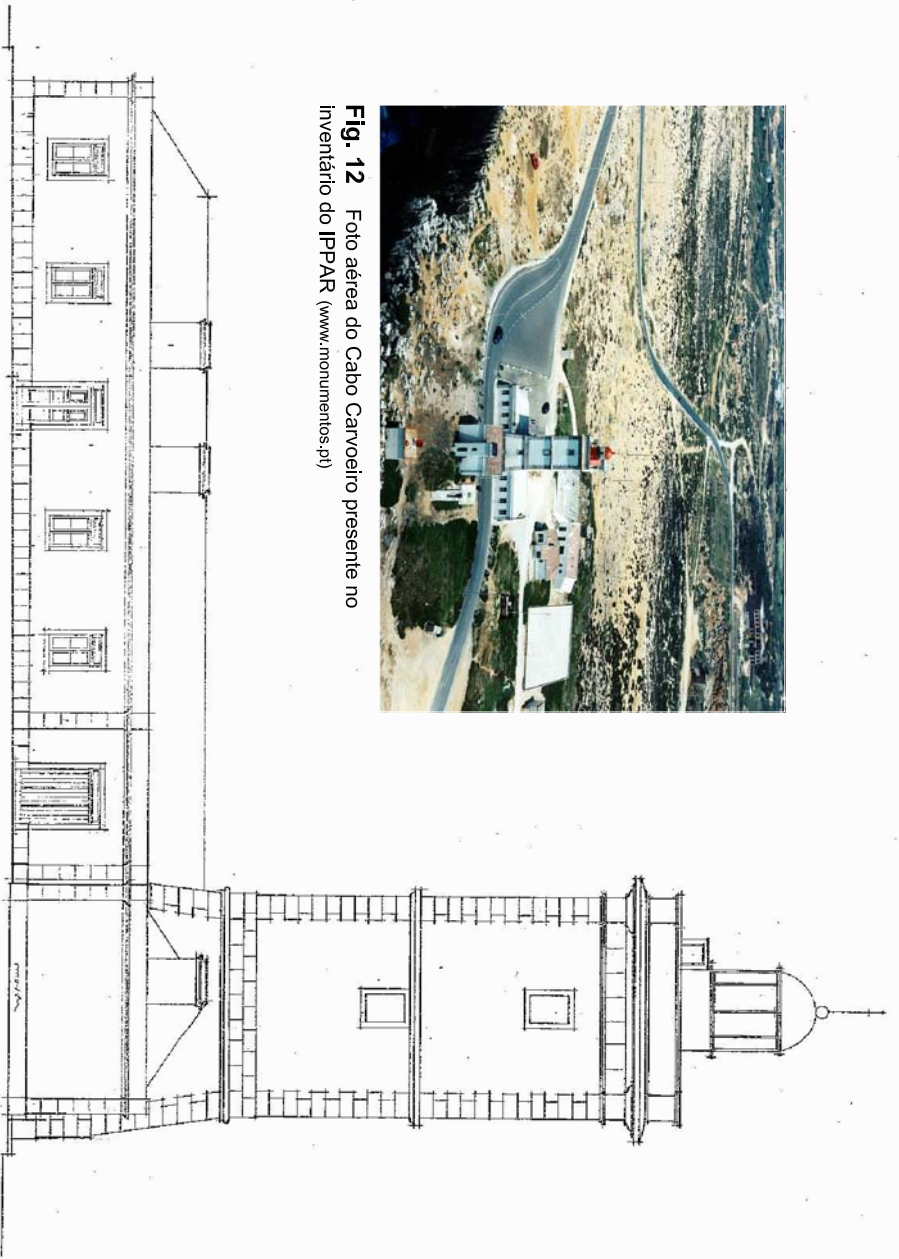 Fig. 12 Foto aérea do Cabo Carvoeiro presente no
inventário do IPPAR (www.monumentos.pt)